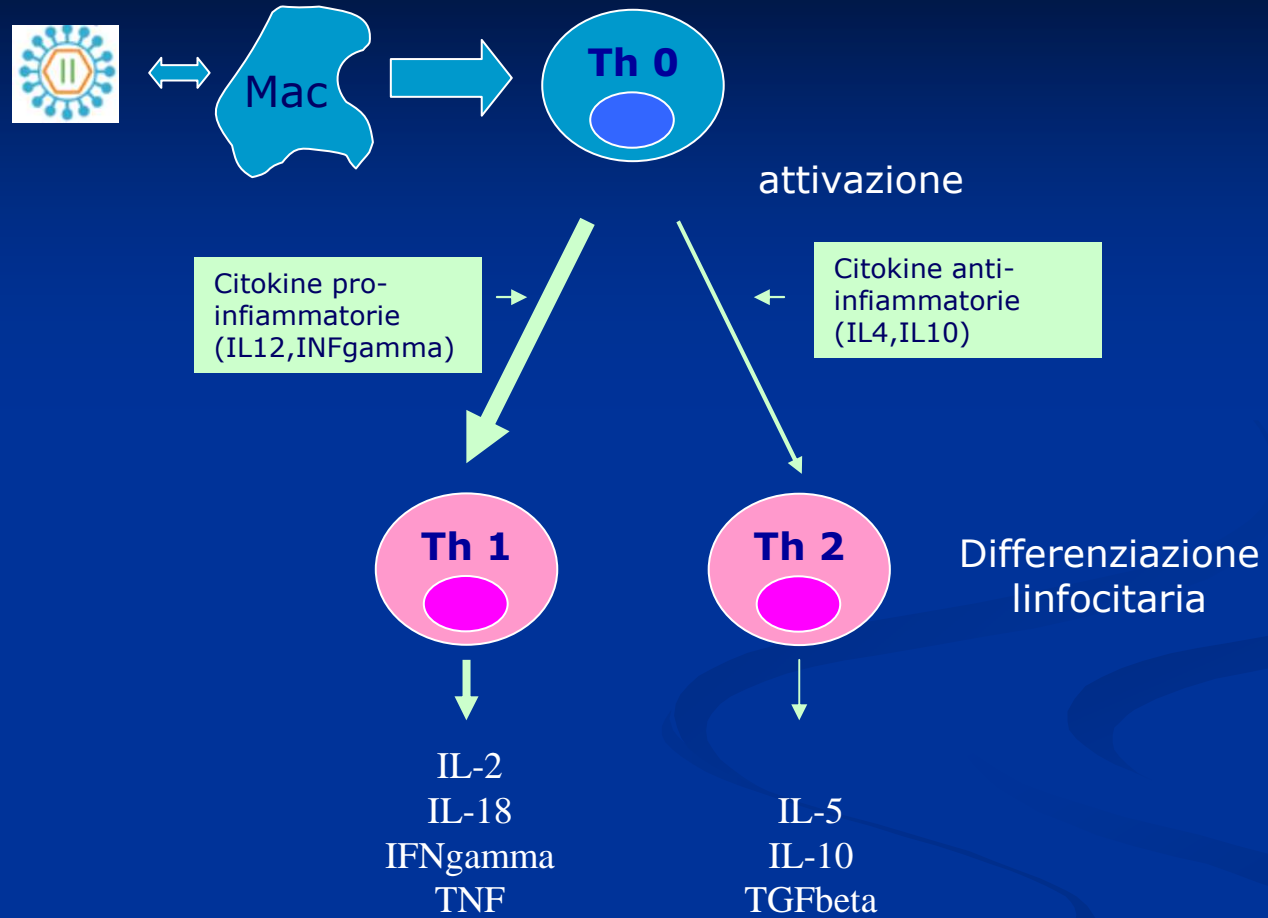 Mac
Th 0
attivazione
Citokine pro-
infiammatorie
(IL12,INFgamma)
Citokine anti-
infiammatorie
(IL4,IL10)
Th 1
Th 2
Differenziazione
linfocitaria
IL-2
IL-18
IFNgamma
TNF
IL-5
IL-10
TGFbeta